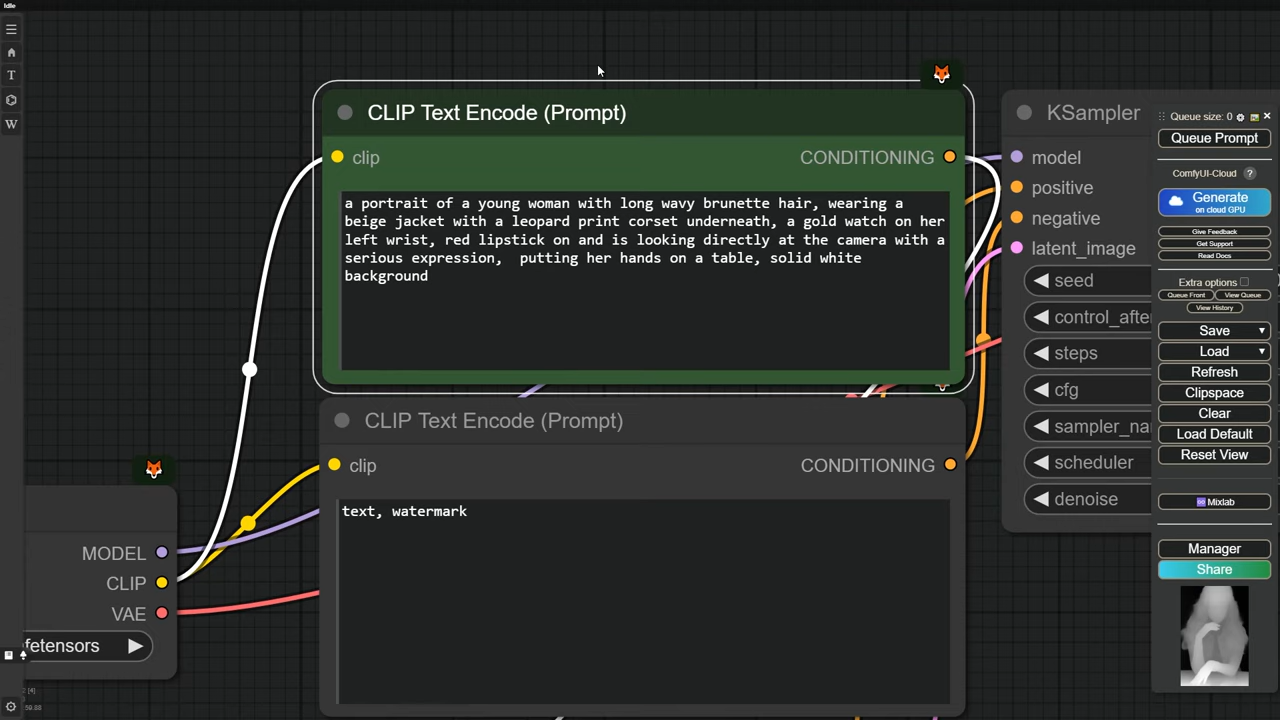 Idle
T
W
CLIP Text Encode (Prompt)
clip
CONDITIONING
a portrait of a young woman with long wavy brunette hair, wearing a
beige jacket with a leopard print corset underneath, a gold watch on her
left wrist, red lipstick on and is looking directly at the camera with a
serious expression,  putting her hands on a table, solid white
background
CLIP Text Encode (Prompt)
clip
CONDITIONING
text, watermark
MODEL
CLIP
VAE
fetensors
KSampler
model
positive
negative
latent_image
seed
control_after
steps
cfg
sampler_na
scheduler
denoise
Queue size: 0
Queue Prompt
ComfyUI-Cloud ?
Generate
on cloud GPU
Give Feedback
Get Support
Read Docs
Extra options
Queue Front View Queue
View History
Save
Load
Refresh
Clipspace
Clear
Load Default
Reset View
Mixlab
Manager
Share